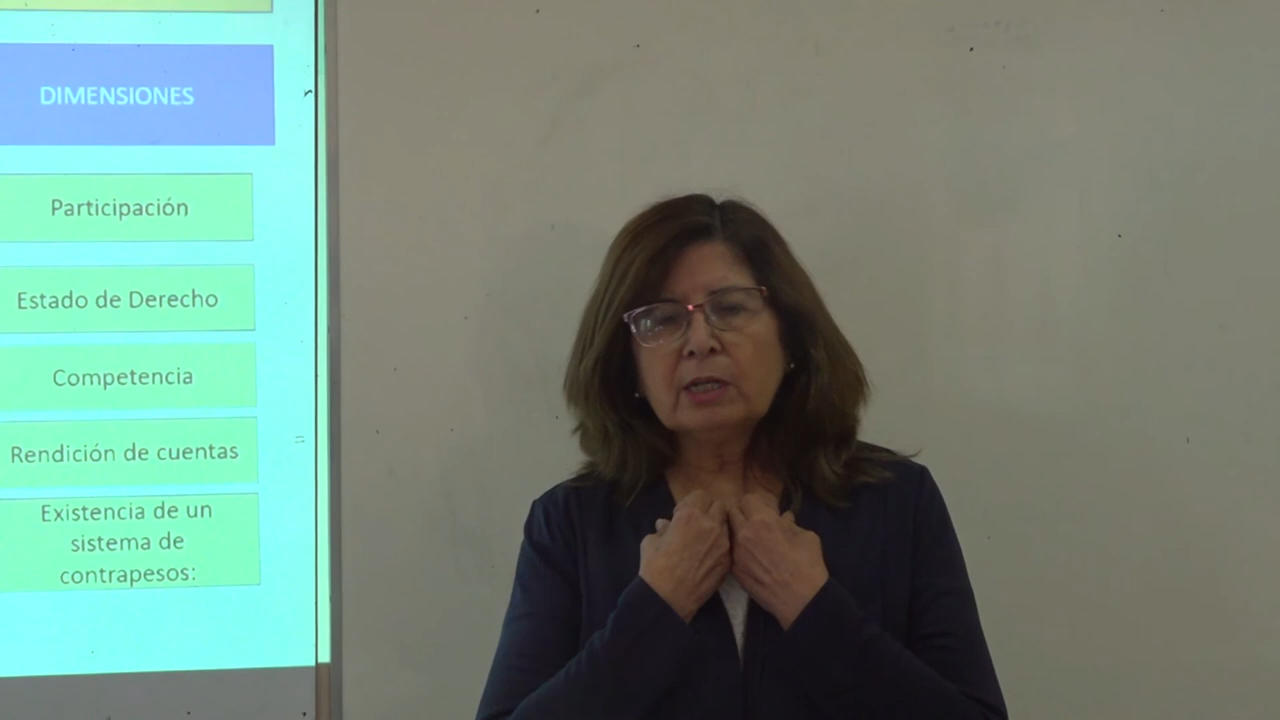 DIMENSIONES
Participación
Estado de Derecho
Competencia
Rendición de cuentas
Existencia de un
sistema de
contrapesos: